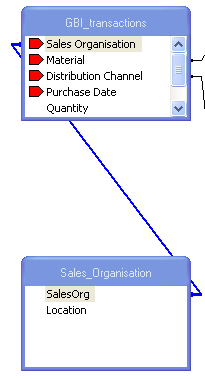 GBI_transactions
Sales Organisation
Material
Distribution Channel
Purchase Date
Quantity
Sales_Organisation
SalesOrg
Location